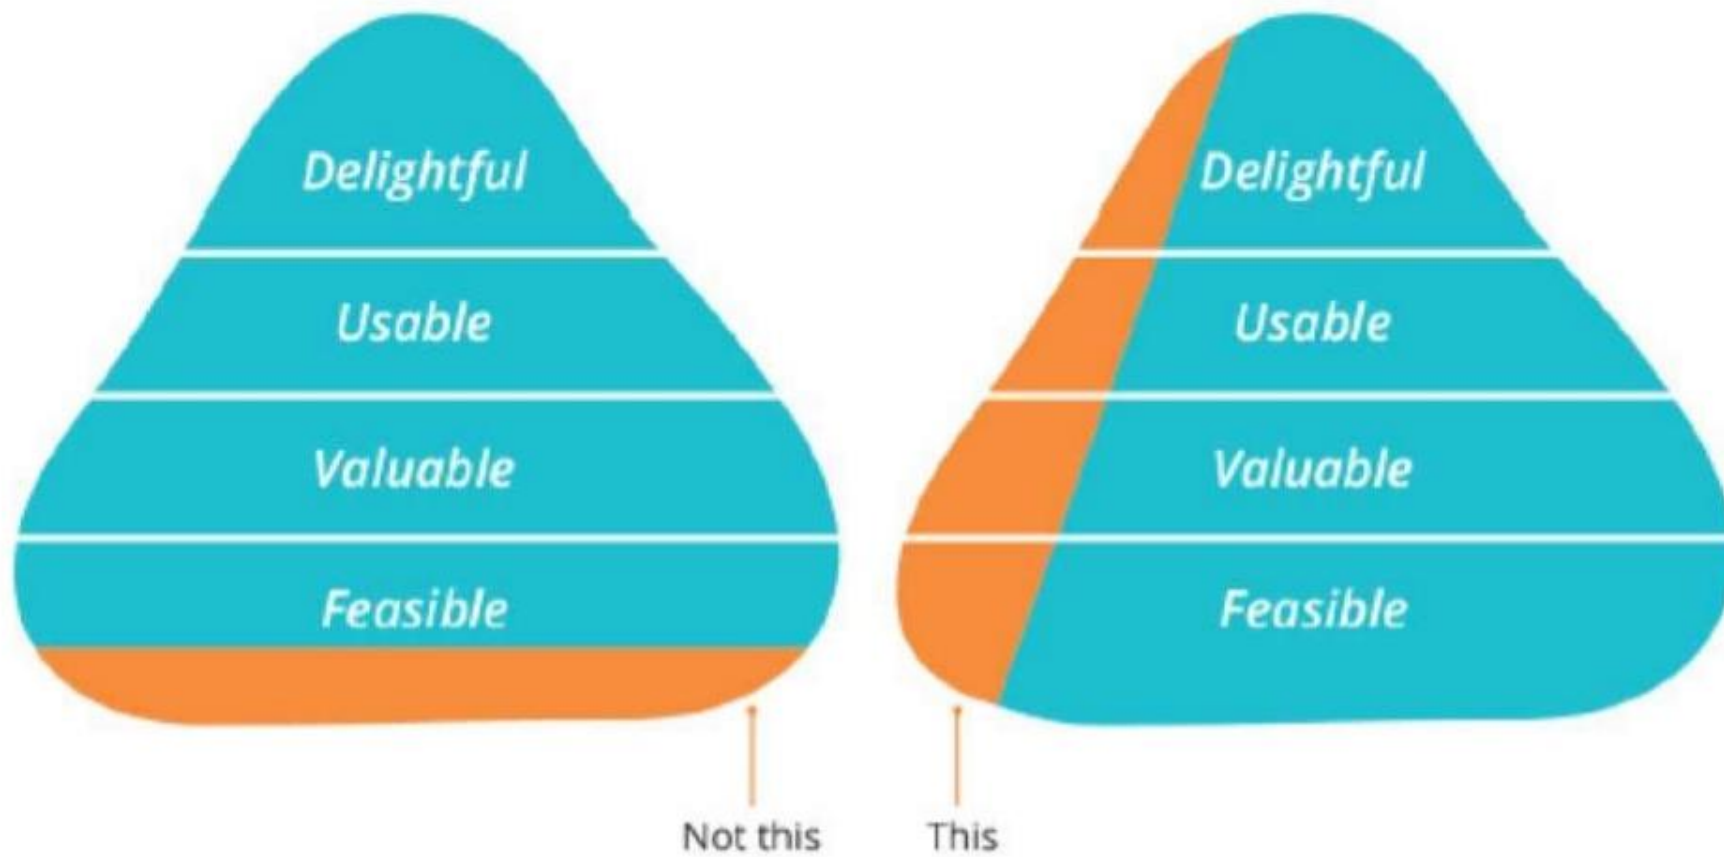 Delightful
Usable
Valuable
Feasible
Not this
Delightful
Usable
Valuable
Feasible
This